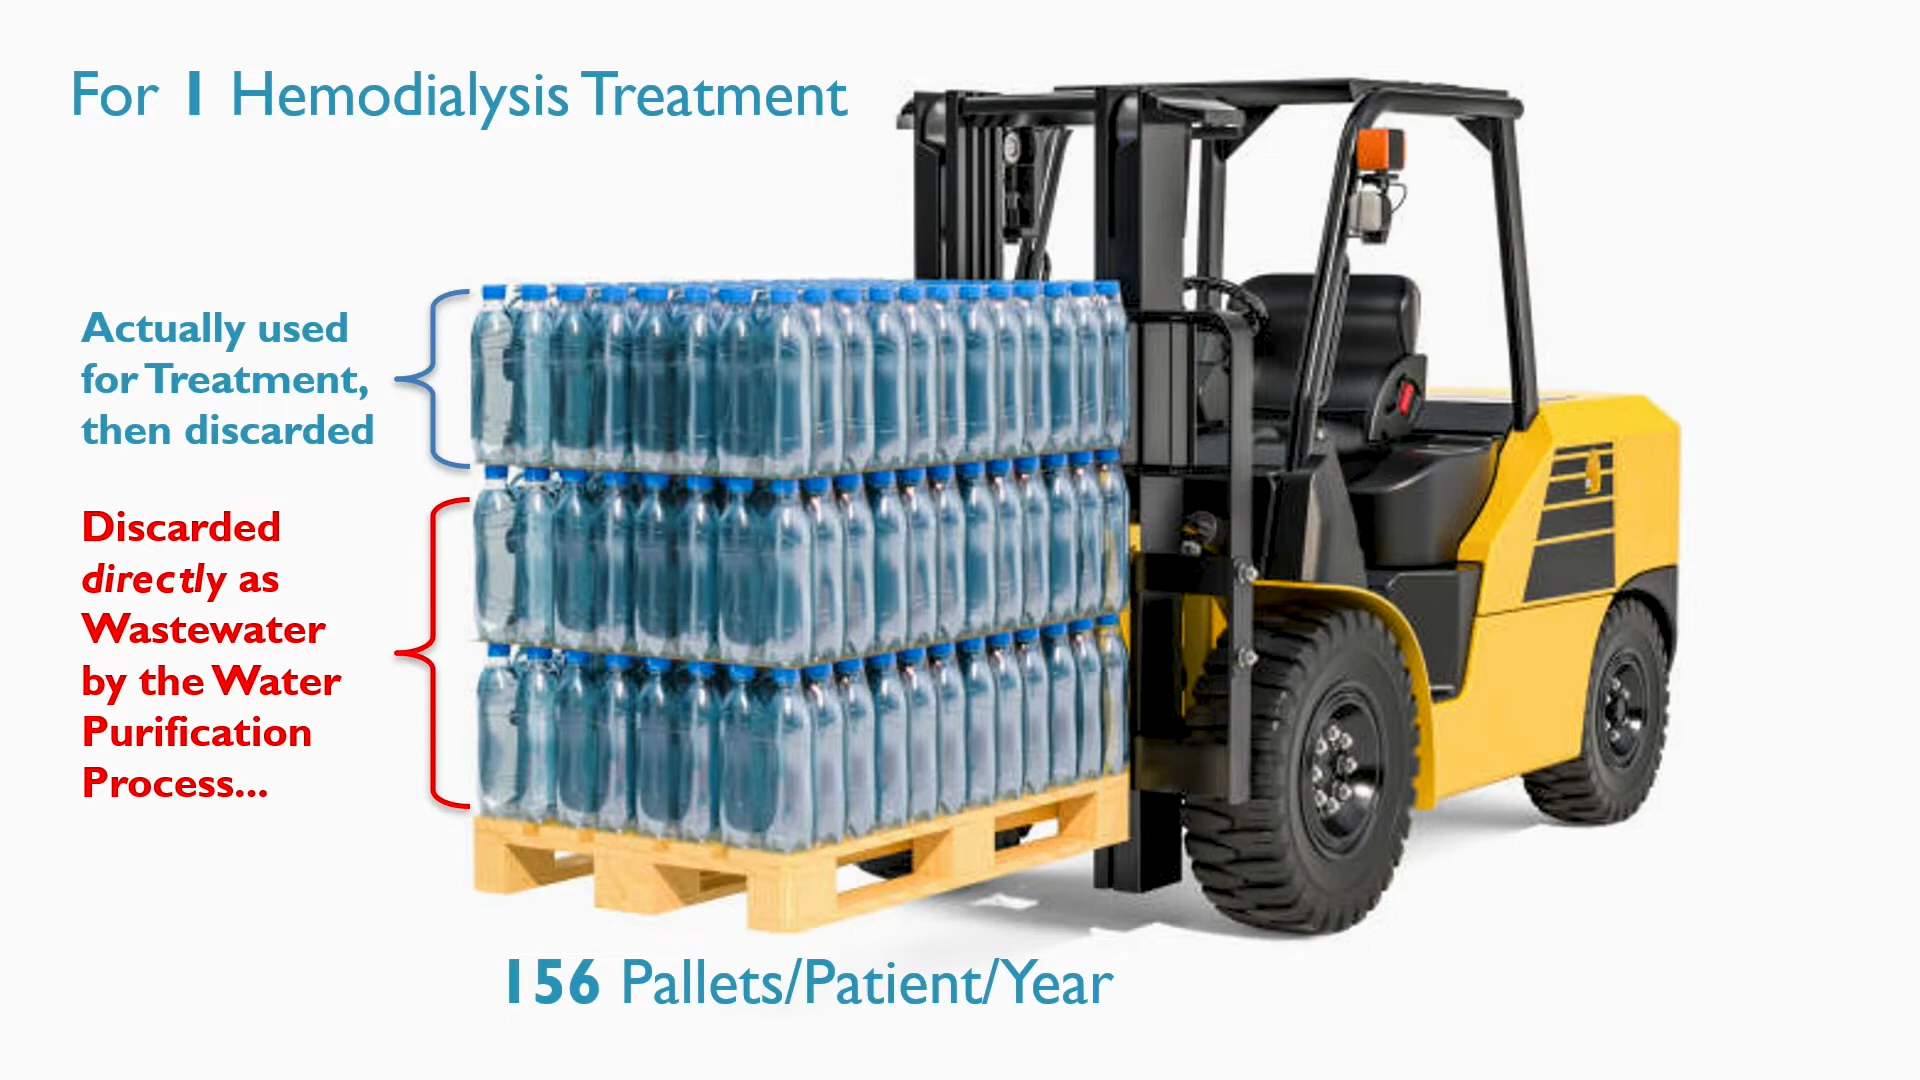 For 1 Hemodialysis Treatment
Actually used
for Treatment,
then discarded
Discarded
directly as
Wastewater
by the Water
Purification
Process...
156 Pallets/Patient/Year